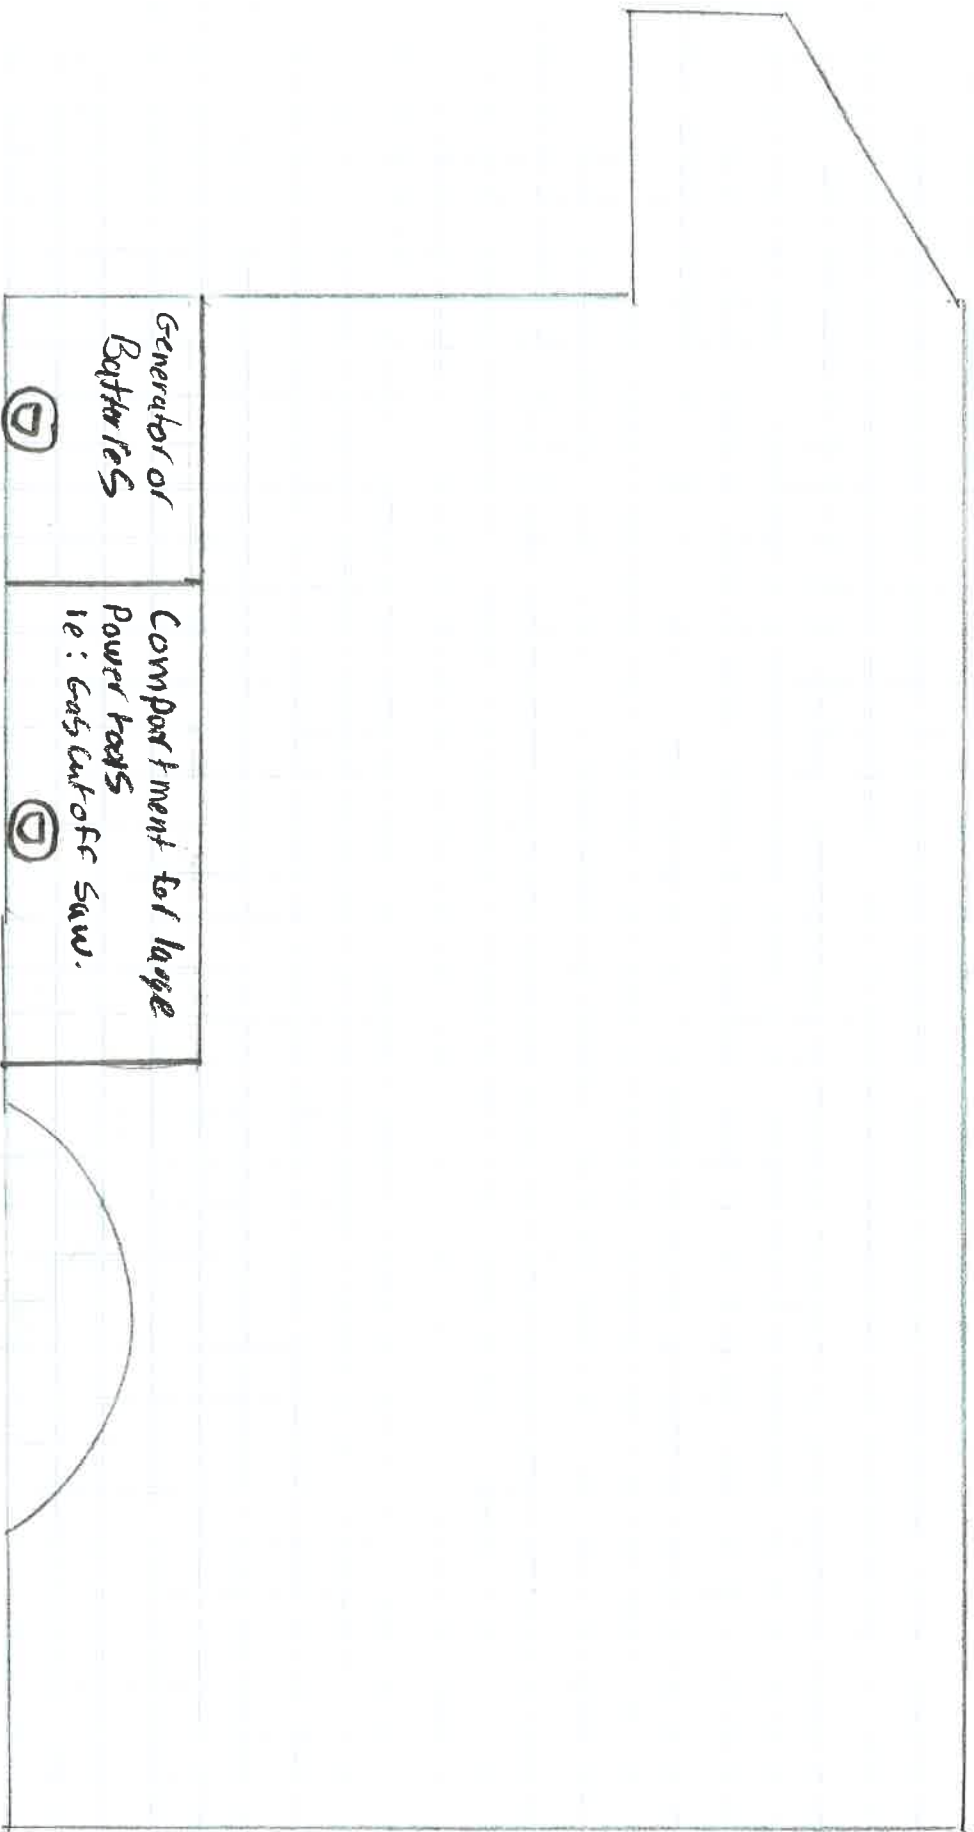 Generator or
Batteries
Compartment for large
Power tools
ie: Gas Cutoff Saw.